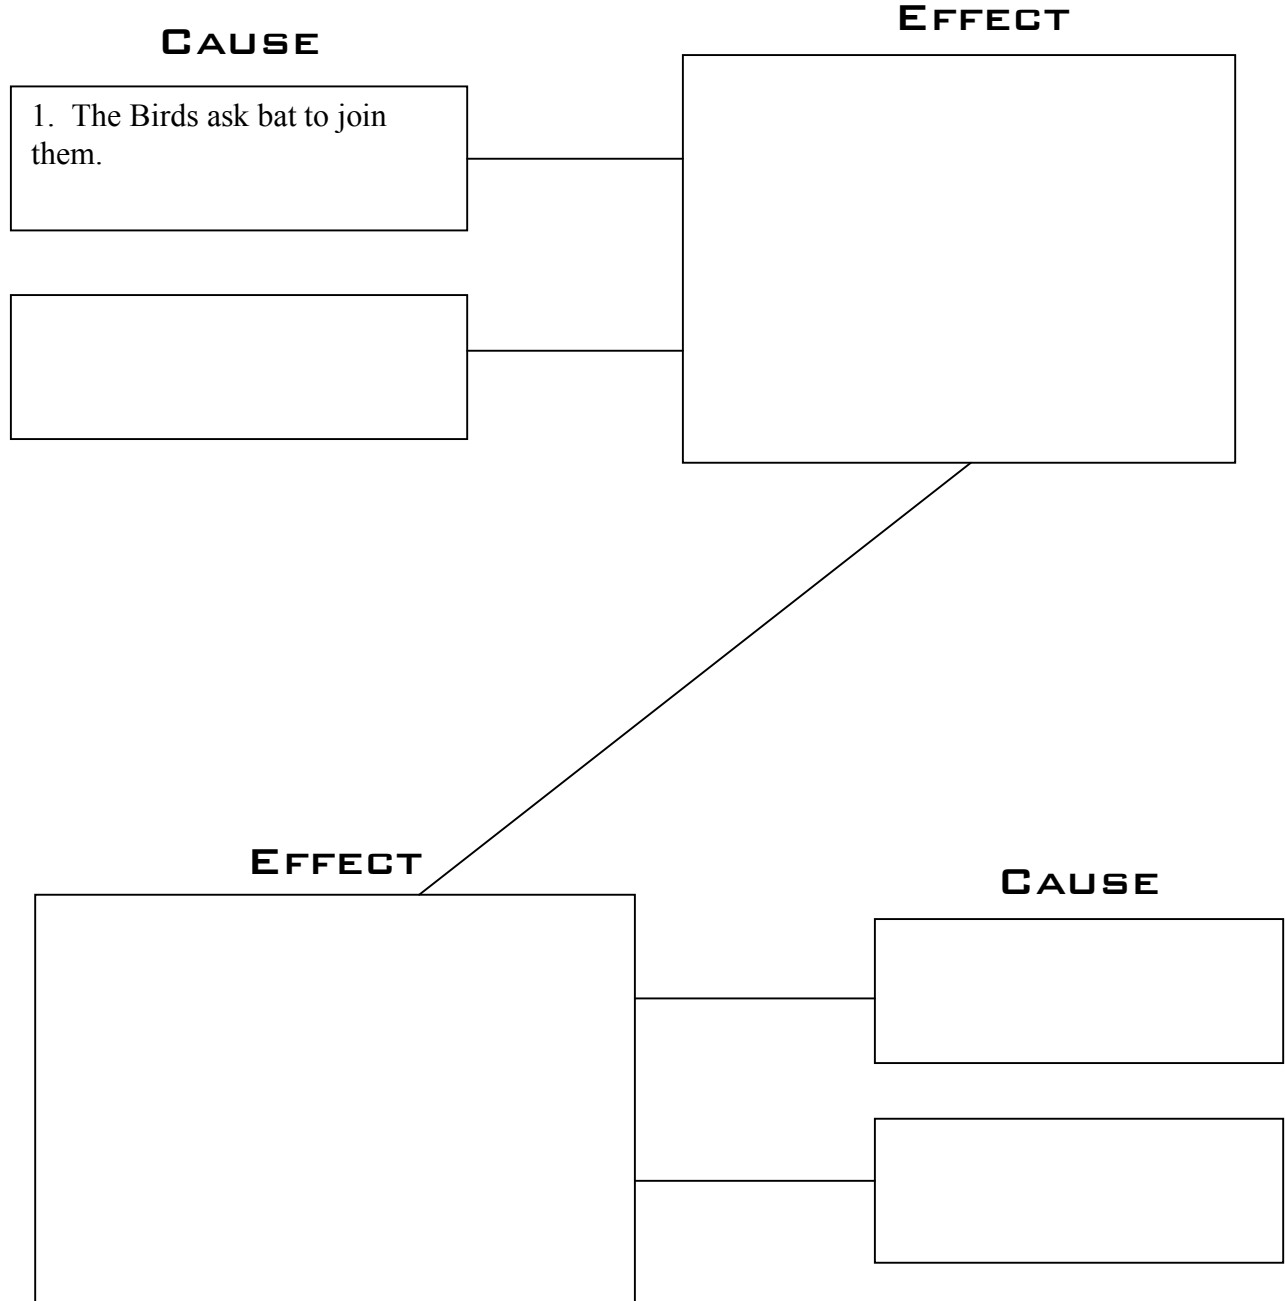 CAUSE
EFFECT
1. The Birds ask bat to join
them.
EFFECT
CAUSE